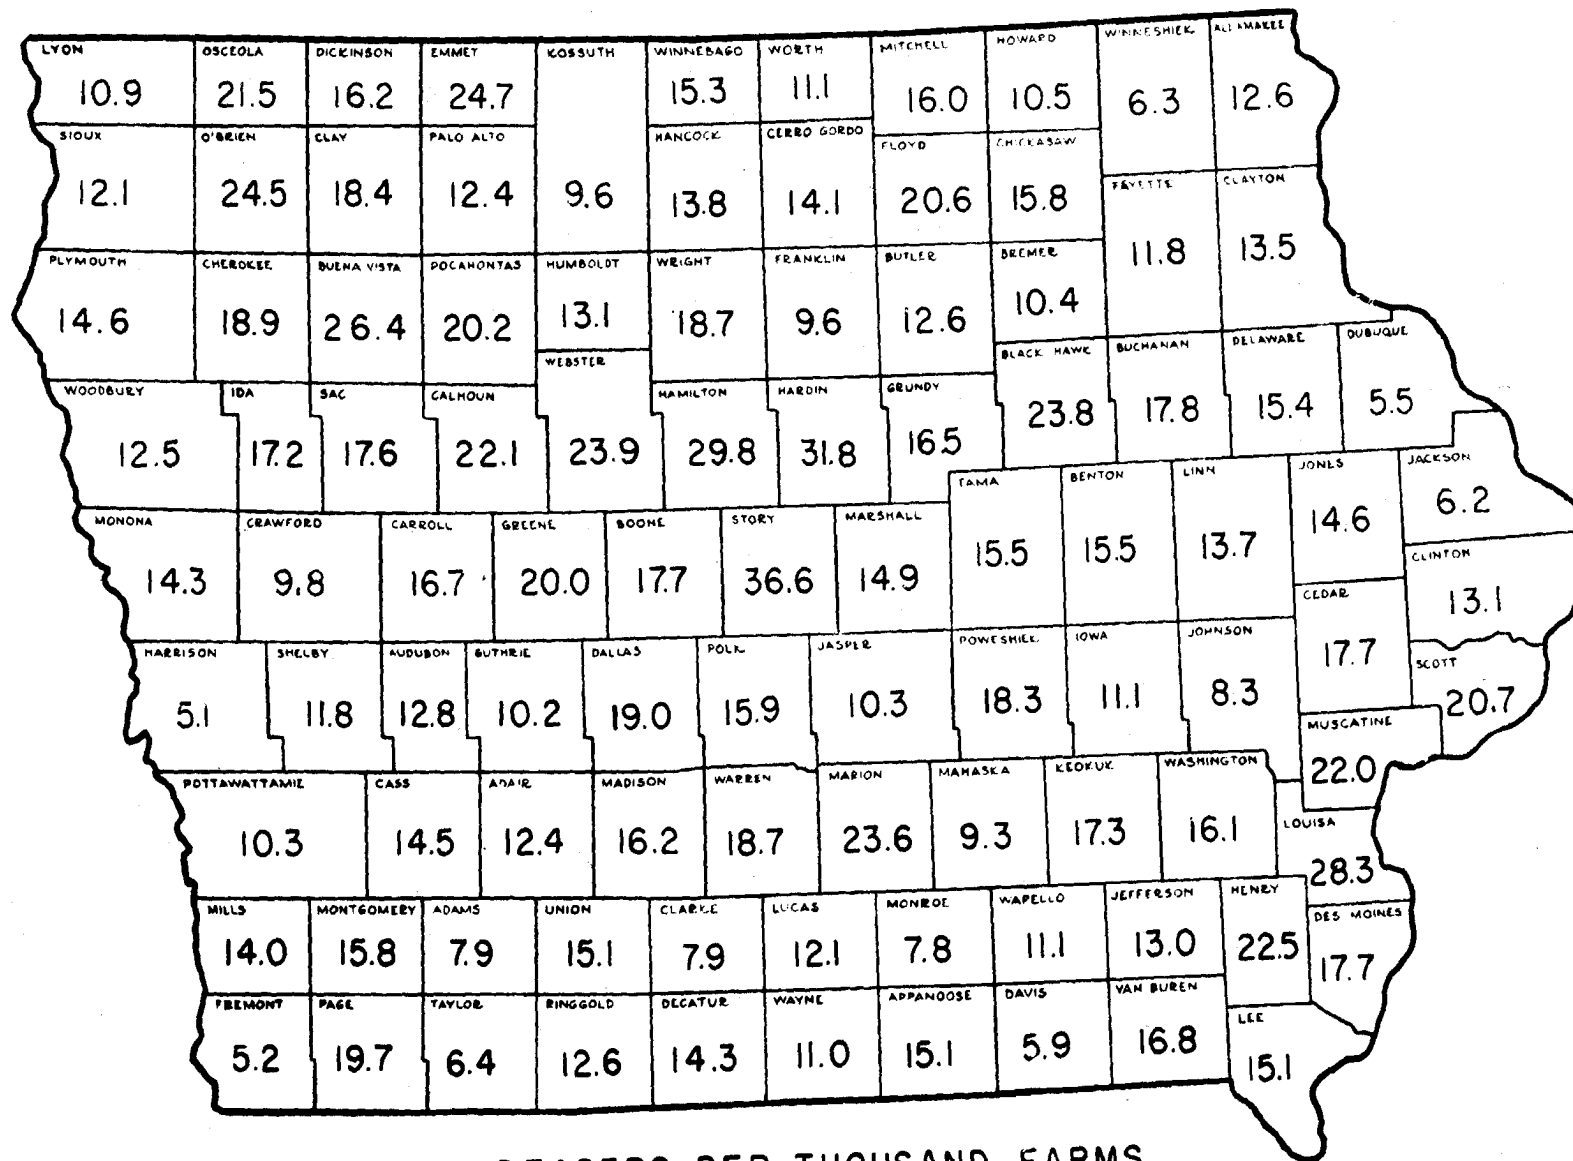 LYON OSCEOLA DICKINSON EMMET KOSSUTH WINNEBAGO WORTH MITCHELL HOWARD WINNESHIEK ALLAMAKEE
10.9 21.5 16.2 24.7 15.3 11.1 16.0 10.5 6.3 12.6
SIOUX O'BRIEN CLAY PALO ALTO HANCOCK CERRO GORDO FLOYD CHICKASAW
12.1 24.5 18.4 12.4 9.6 13.8 14.1 20.6 15.8
FAYETTE CLAYTON
11.8 13.5
PLYMOUTH CHEROKEE BUENA VISTA POCAHONTAS HUMBOLDT WRIGHT FRANKLIN BUTLER BREMER
14.6 18.9 26.4 20.2 13.1 18.7 9.6 12.6 10.4
WEBSTER BLACK HAWK BUCHANAN DELAWARE DUBUQUE
WOODBURY IDA SAC CALHOUN HAMILTON HARDIN GRUNDY
12.5 17.2 17.6 22.1 23.9 29.8 31.8 16.5 23.8 17.8 15.4 5.5
TAMA BENTON LINN JONES JACKSON
14.6 6.2
MONONA CRAWFORD CARROLL GREENE BOONE STORY MARSHALL
14.3 9.8 16.7 20.0 17.7 36.6 14.9 15.5 15.5 13.7
CLINTON
13.1
CEDAR
17.7
HARRISON SHELBY AUDUBON GUTHRIE DALLAS POLK JASPER POWESHIEK IOWA JOHNSON SCOTT
5.1 11.8 12.8 10.2 19.0 15.9 10.3 18.3 11.1 8.3 20.7
MUSCATINE
22.0
POTTAWATTAMIE CASS ADAIR MADISON WARREN MARION MAHASKA KEOKUK WASHINGTON
10.3 14.5 12.4 16.2 18.7 23.6 9.3 17.3 16.1
LOUISA
28.3
MILLS MONTGOMERY ADAMS UNION CLARKE LUCAS MONROE WAPELLO JEFFERSON HENRY DES MOINES
14.0 15.8 7.9 15.1 7.9 12.1 7.8 11.1 13.0 22.5 17.7
FREMONT PAGE TAYLOR RINGGOLD DECATUR WAYNE APPANOOSE DAVIS VAN BUREN LEE
5.2 19.7 6.4 12.6 14.3 11.0 15.1 5.9 16.8 15.1
PER THOUSAND FARMS